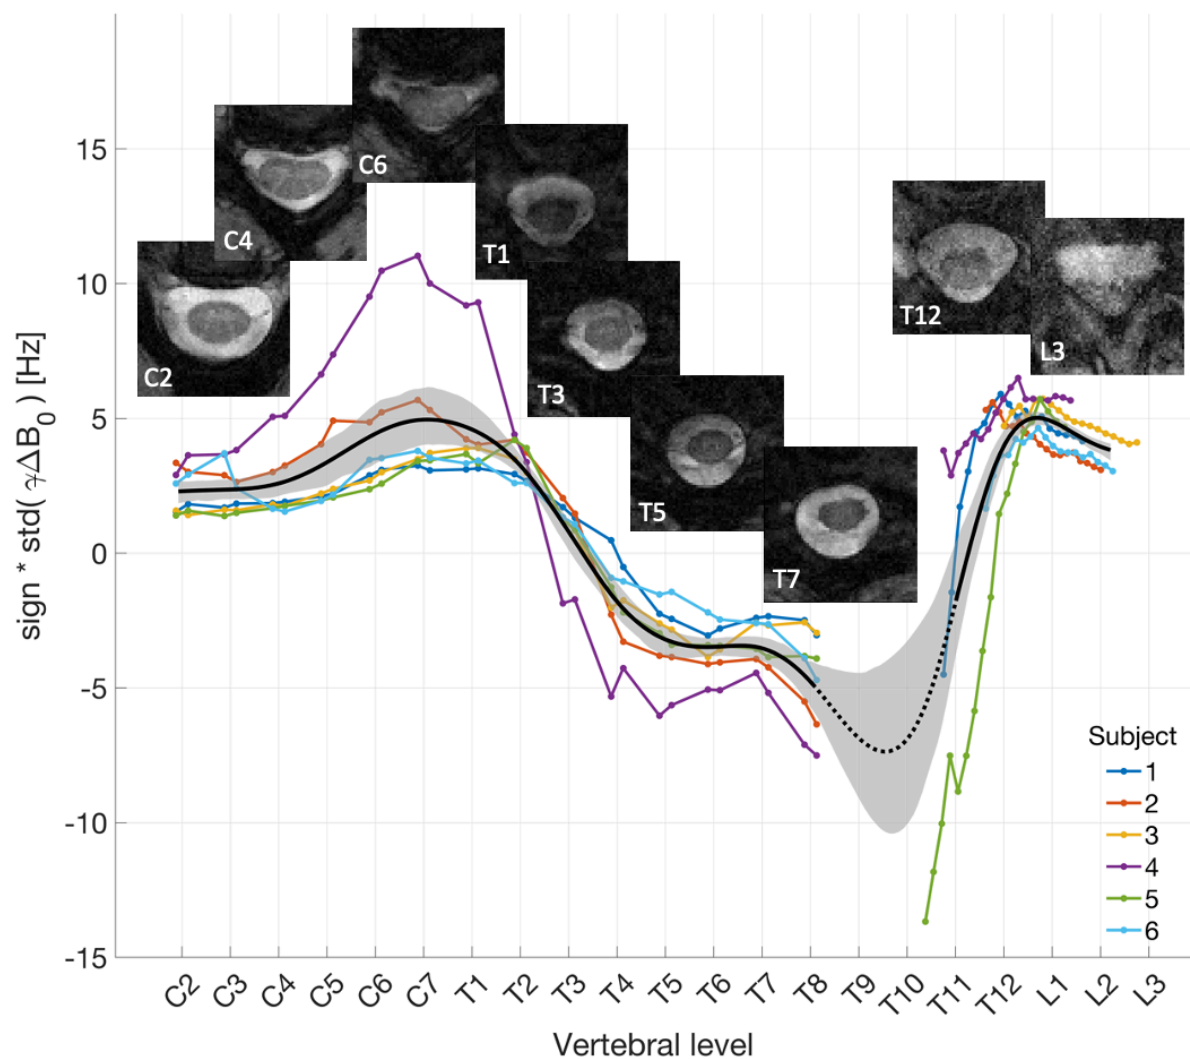 C6
C4
T1
C2
T3
T5
T7
T12
L3
15
10
5
0
-5
-10
-15
sign * std( γΔB0 ) [Hz]
Subject
1
2
3
4
5
6
C2 C3 C4 C5 C6 C7 T1 T2 T3 T4 T5 T6 T7 T8 T9 T10 T11 T12 L1 L2 L3
Vertebral level